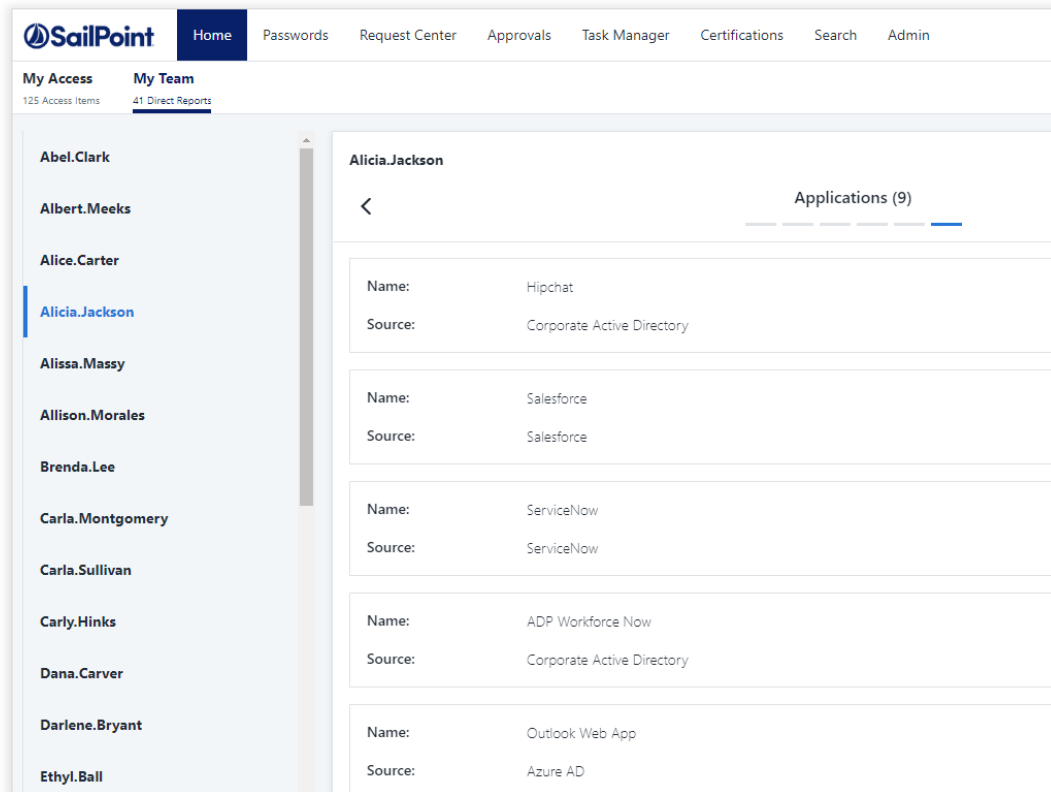 SailPoint
Home Passwords Request Center Approvals Task Manager Certifications Search Admin
My Access My Team
125 Access Items 41 Direct Reports
Abel.Clark
Albert.Meeks
Alice.Carter
Alicia.Jackson
Alissa.Massy
Allison.Morales
Brenda.Lee
Carla.Montgomery
Carla.Sullivan
Carly.Hinks
Dana.Carver
Darlene.Bryant
Ethyl.Ball
Alicia.Jackson
Applications (9)
Name: Hipchat
Source: Corporate Active Directory
Name: Salesforce
Source: Salesforce
Name: ServiceNow
Source: ServiceNow
Name: ADP Workforce Now
Source: Corporate Active Directory
Name: Outlook Web App
Source: Azure AD